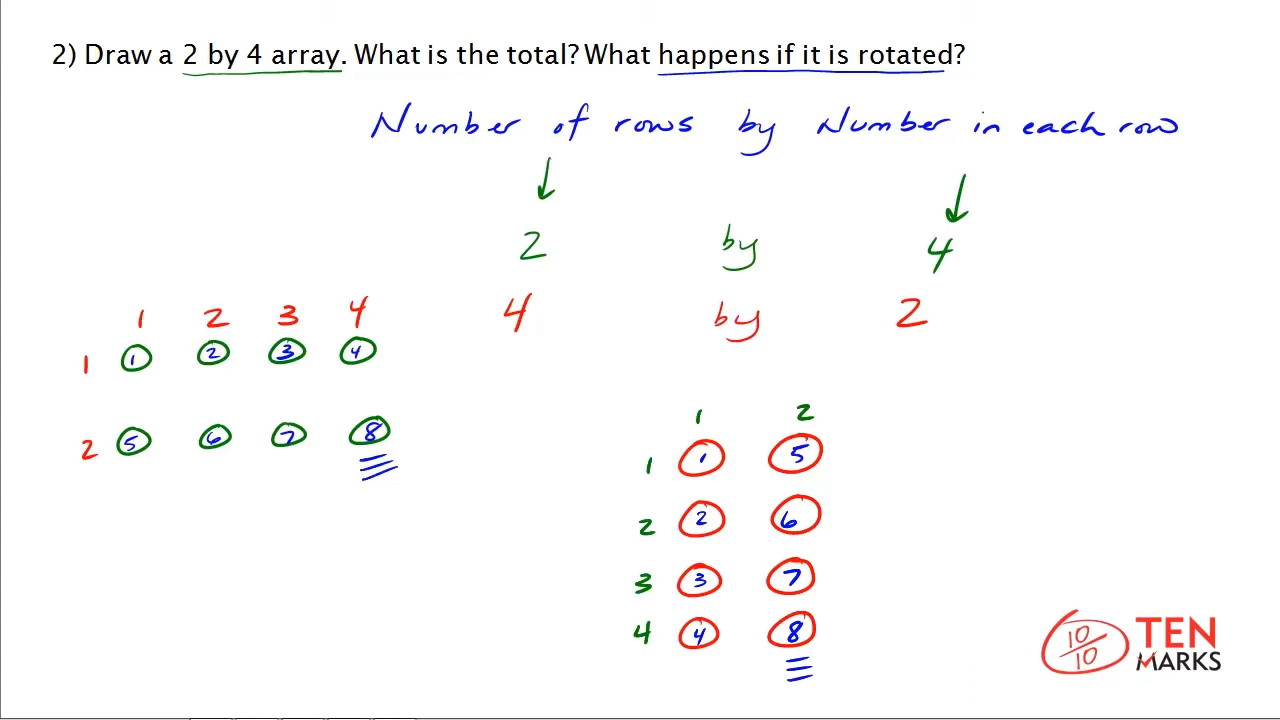 2) Draw a 2 by 4 array. What is the total? What happens if it is rotated?
Number of rows by Number in each row
2 by 4
4 by 2
1 2 3 4
1 1 2 3 4
2 5 6 7 8
1 2
1 1 5
2 2 6
3 3 7
4 4 8
10/10 TEN
MARKS